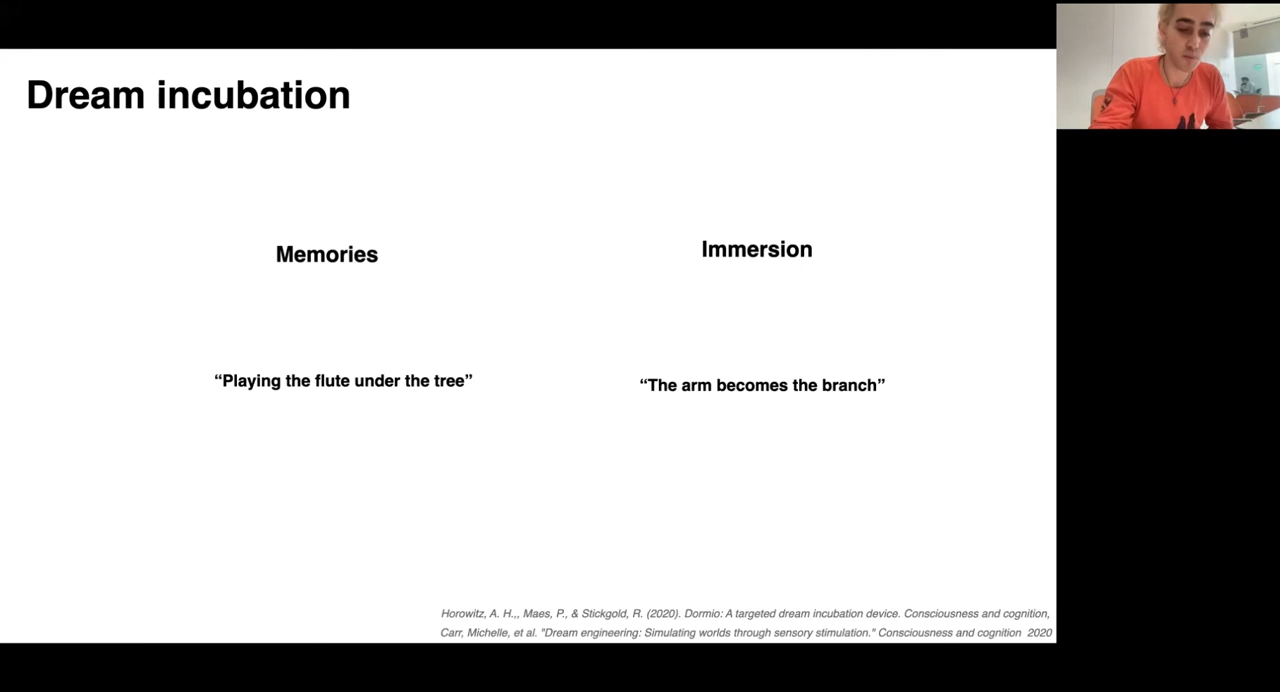 Dream incubation
Memories
Immersion
“Playing the flute under the tree”
“The arm becomes the branch”
Horowitz, A. H.,, Maes, P., & Stickgold, R. (2020). Dormio: A targeted dream incubation device. Consciousness and cognition,
Carr, Michelle, et al. "Dream engineering: Simulating worlds through sensory stimulation." Consciousness and cognition 2020